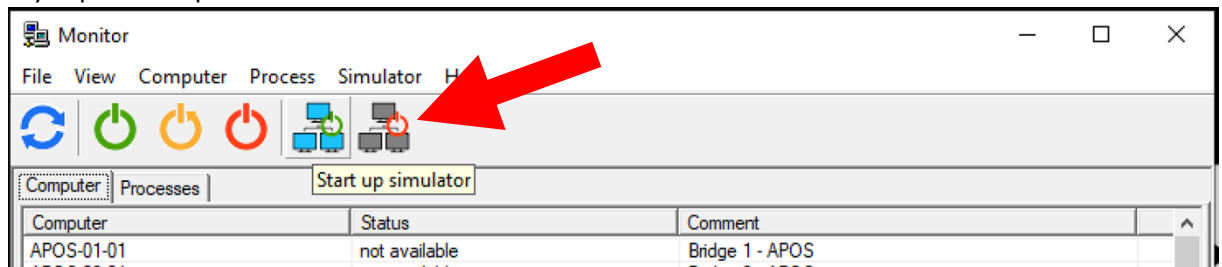 Monitor
File View Computer Process Simulator
Start up simulator
Computer Processes
Computer Status Comment
APOS-01-01 not available Bridge 1 - APOS